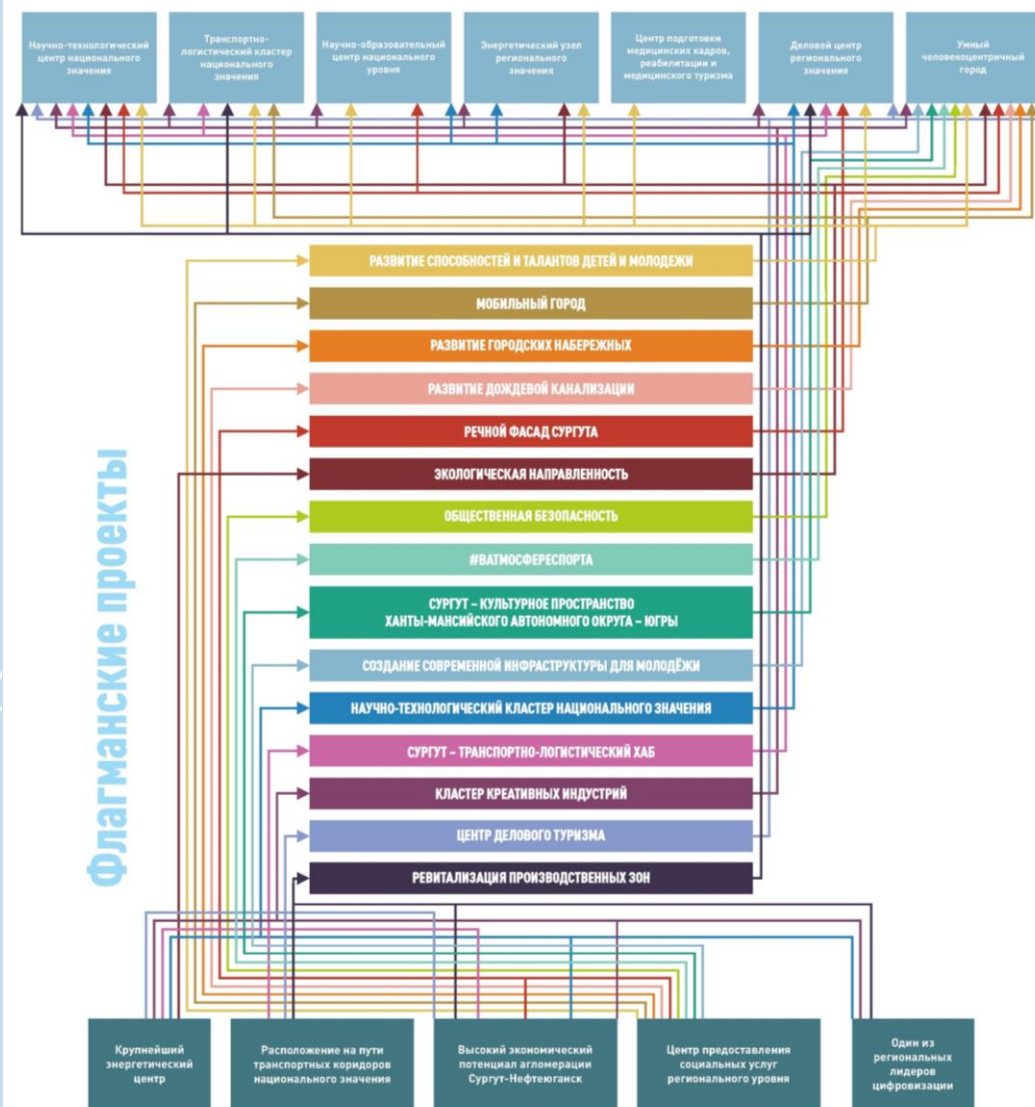 Научно-технологический
центр национального
значения
Транспортно-
логистический кластер
национального
значения
Научно-образовательный
центр национального
уровня
Энергетический узел
регионального
значения
Центр подготовки
медицинских кадров,
реабилитации и
медицинского туризма
Деловой центр
регионального
значения
Умный
человекоцентричный
город
Флагманские проекты
РАЗВИТИЕ СПОСОБНОСТЕЙ И ТАЛАНТОВ ДЕТЕЙ И МОЛОДЕЖИ
МОБИЛЬНЫЙ ГОРОД
РАЗВИТИЕ ГОРОДСКИХ НАБЕРЕЖНЫХ
РАЗВИТИЕ ДОЖДЕВОЙ КАНАЛИЗАЦИИ
РЕЧНОЙ ФАСАД СУРГУТА
ЭКОЛОГИЧЕСКАЯ НАПРАВЛЕННОСТЬ
ОБЩЕСТВЕННАЯ БЕЗОПАСНОСТЬ
#ВАТМОСФЕРЕСПОРТА
СУРГУТ – КУЛЬТУРНОЕ ПРОСТРАНСТВО
ХАНТЫ-МАНСИЙСКОГО АВТОНОМНОГО ОКРУГА – ЮГРЫ
СОЗДАНИЕ СОВРЕМЕННОЙ ИНФРАСТРУКТУРЫ ДЛЯ МОЛОДЁЖИ
НАУЧНО-ТЕХНОЛОГИЧЕСКИЙ КЛАСТЕР НАЦИОНАЛЬНОГО ЗНАЧЕНИЯ
СУРГУТ – ТРАНСПОРТНО-ЛОГИСТИЧЕСКИЙ ХАБ
КЛАСТЕР КРЕАТИВНЫХ ИНДУСТРИЙ
ЦЕНТР ДЕЛОВОГО ТУРИЗМА
РЕВИТАЛИЗАЦИЯ ПРОИЗВОДСТВЕННЫХ ЗОН
Крупнейший
энергетический
центр
Расположение на пути
транспортных коридоров
национального значения
Высокий экономический
потенциал агломерации
Сургут-Нефтеюганск
Центр предоставления
социальных услуг
регионального уровня
Один из
региональных
лидеров
цифровизации